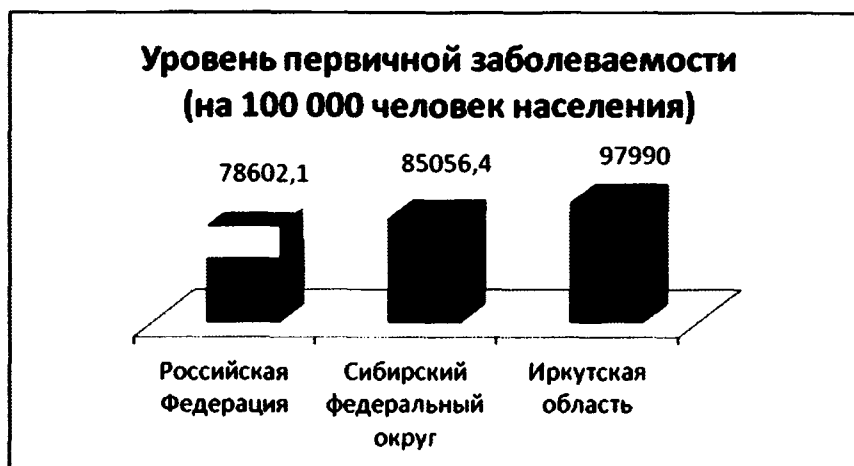 Уровень первичной заболеваемости
(на 100 000 человек населения)
78602,1
85056,4
97990
Российская
Федерация
Сибирский
федеральный
округ
Иркутская
область